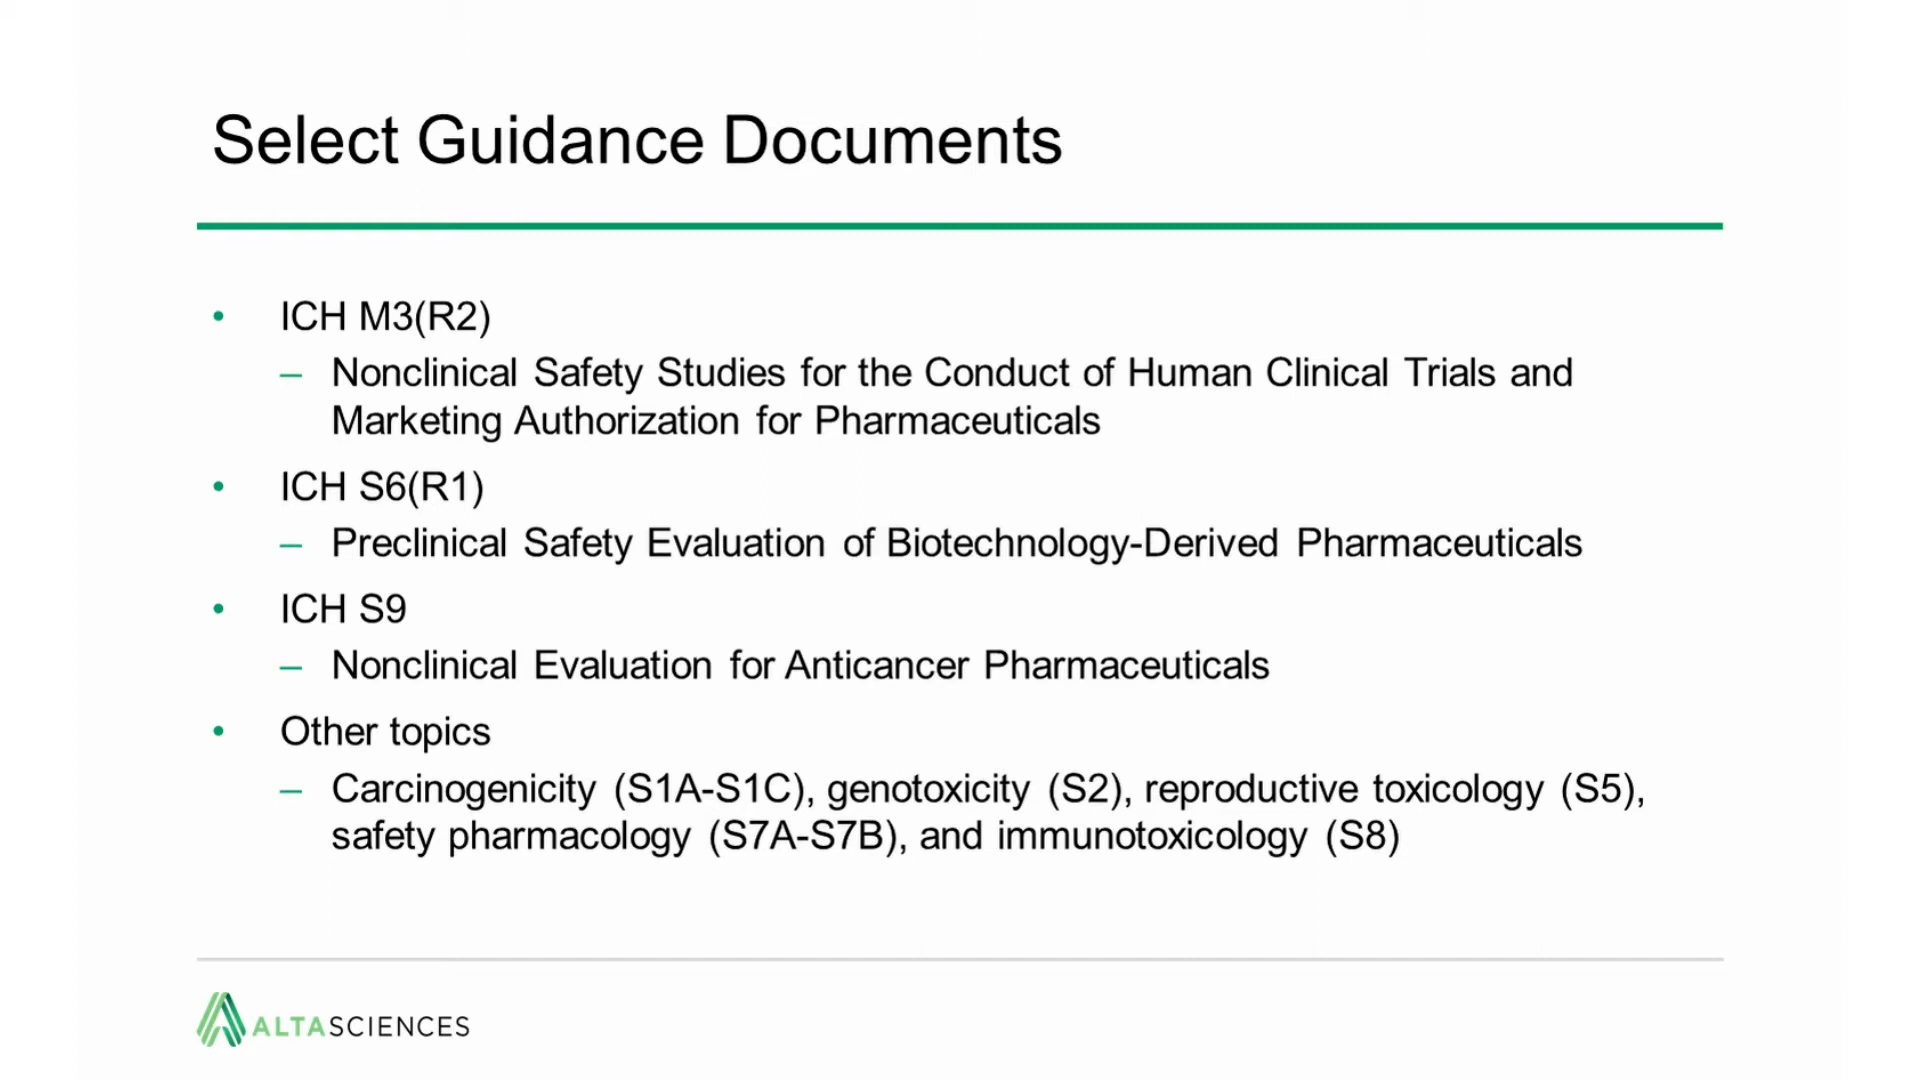 Select Guidance Documents
• ICH M3(R2)
– Nonclinical Safety Studies for the Conduct of Human Clinical Trials and
Marketing Authorization for Pharmaceuticals
• ICH S6(R1)
– Preclinical Safety Evaluation of Biotechnology-Derived Pharmaceuticals
• ICH S9
– Nonclinical Evaluation for Anticancer Pharmaceuticals
• Other topics
– Carcinogenicity (S1A-S1C), genotoxicity (S2), reproductive toxicology (S5),
safety pharmacology (S7A-S7B), and immunotoxicology (S8)
ALTASCIENCES